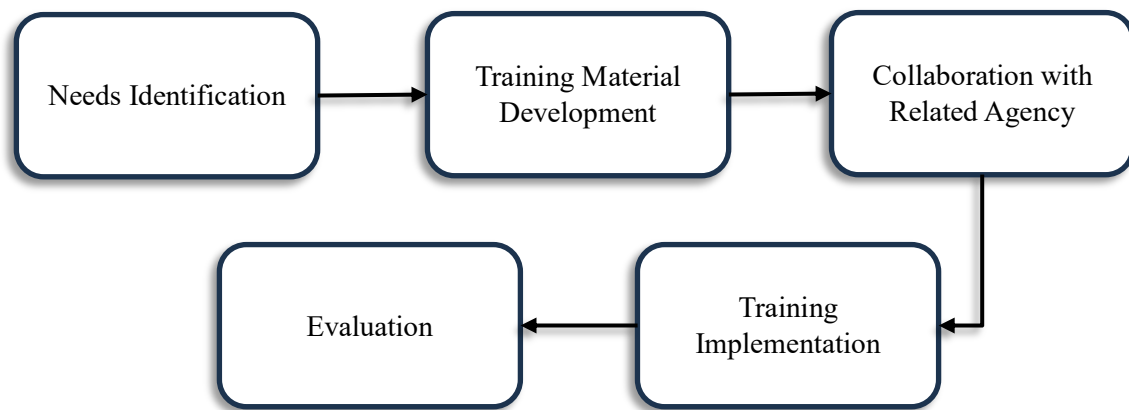 Needs Identification
Training Material
Development
Collaboration with
Related Agency
Training
Implementation
Evaluation